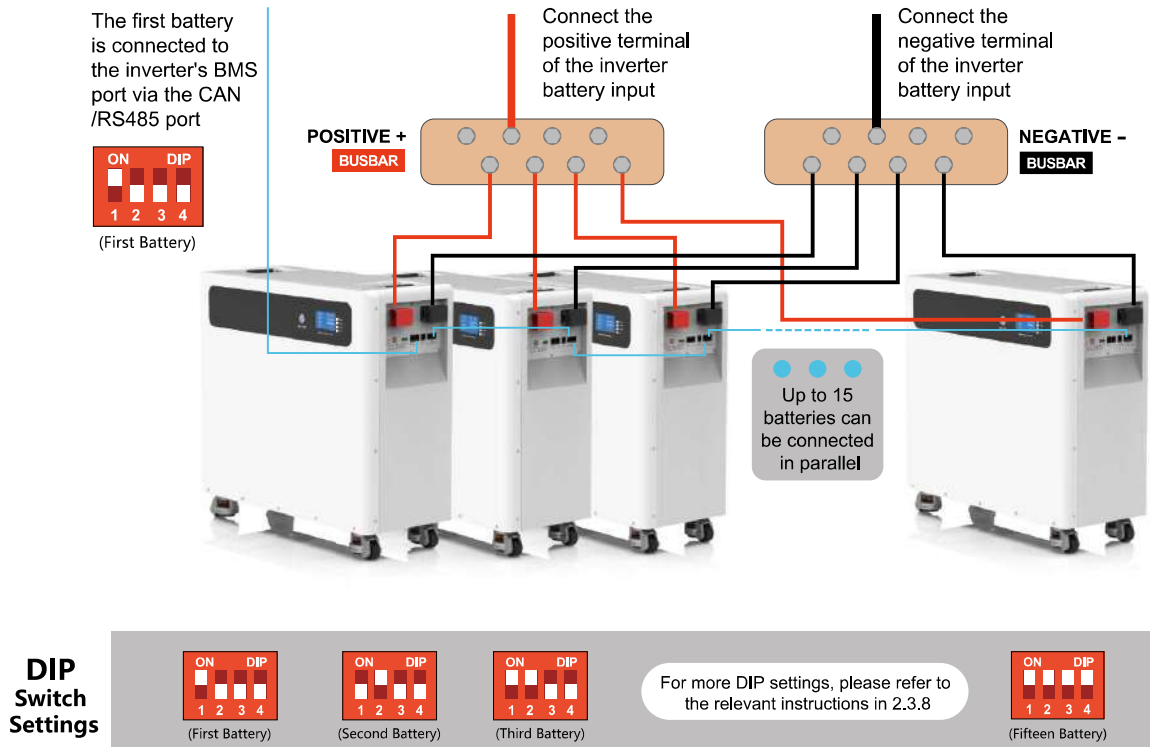 The first battery
is connected to
the inverter's BMS
port via the CAN
/RS485 port
ON DIP
1 2 3 4
(First Battery)
Connect the
positive terminal
of the inverter
battery input
POSITIVE +
BUSBAR
Connect the
negative terminal
of the inverter
battery input
NEGATIVE -
BUSBAR
Up to 15
batteries can
be connected
in parallel
DIP
Switch
Settings
ON DIP
1 2 3 4
(First Battery)
ON DIP
1 2 3 4
(Second Battery)
ON DIP
1 2 3 4
(Third Battery)
For more DIP settings, please refer to
the relevant instructions in 2.3.8
ON DIP
1 2 3 4
(Fifteen Battery)